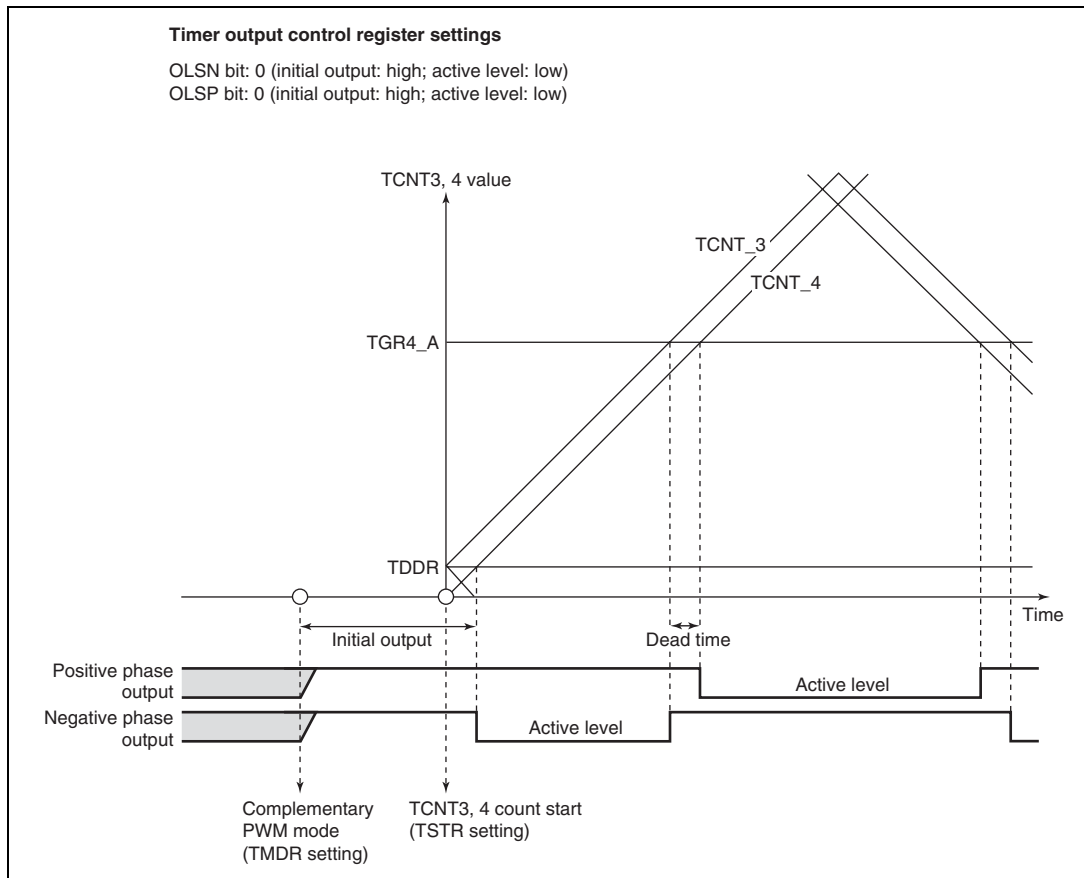 Timer output control register settings
OLSN bit: 0 (initial output: high; active level: low)
OLSP bit: 0 (initial output: high; active level: low)
TCNT3, 4 value
TCNT_3
TCNT_4
TGR4_A
TDDR
Time
Initial output
Dead time
Positive phase
output
Active level
Negative phase
output
Active level
Complementary
PWM mode
(TMDR setting)
TCNT3, 4 count start
(TSTR setting)